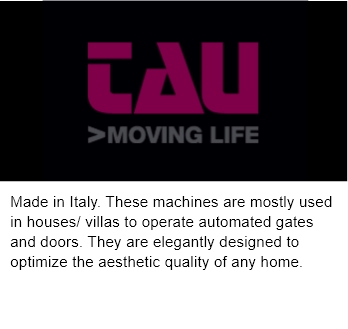 TAU
>MOVING LIFE
Made in Italy. These machines are mostly used
in houses/ villas to operate automated gates
and doors. They are elegantly designed to
optimize the aesthetic quality of any home.